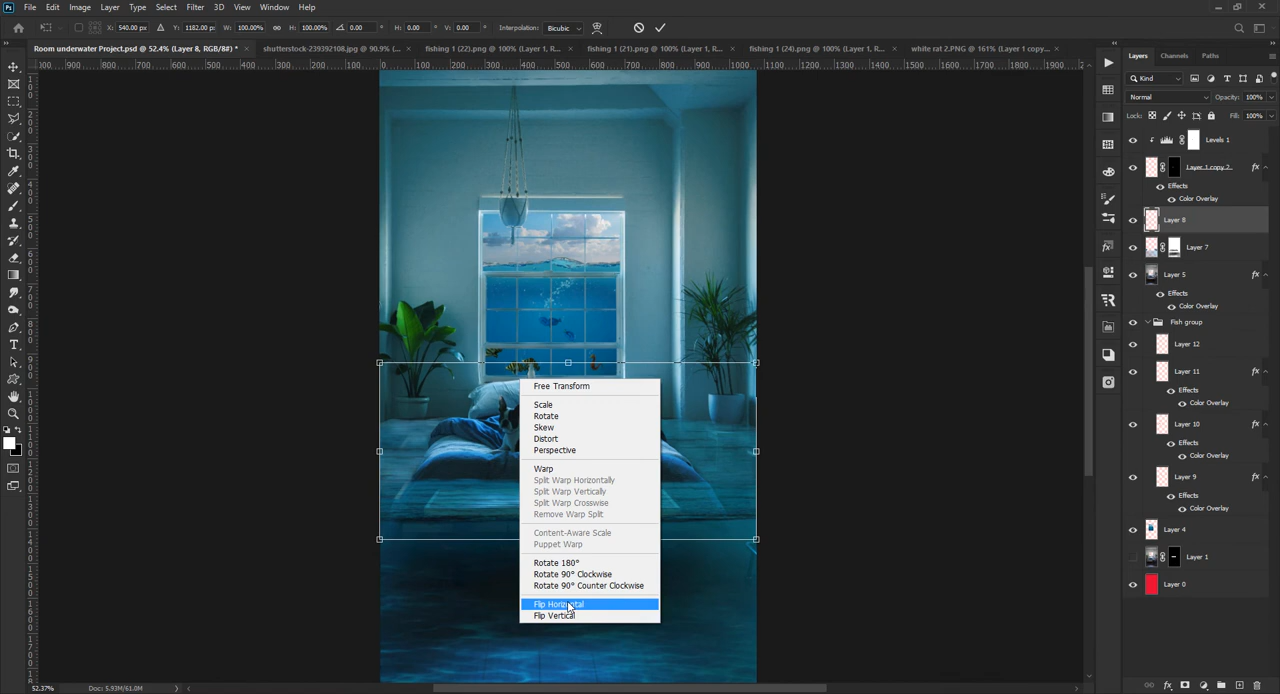 Ps File Edit Image Layer Type Select Filter 3D View Window Help
X: 540.00 px Y: 1182.00 px W: 100.00% H: 100.00% 0.00 ° H: 0.00 ° V: 0.00 ° Interpolation: Bicubic
Room underwater Project.psd @ 52.4% (Layer 8, RGB/8#) * × shutterstock-239392108.jpg @ 90.9% (... × fishing 1 (22).png @ 100% (Layer 1, R... × fishing 1 (21).png @ 100% (Layer 1, R... × fishing 1 (24).png @ 100% (Layer 1, R... × white rat 2.PNG @ 161% (Layer 1 copy... ×
Layers Channels Paths
Kind
Normal Opacity: 100%
Lock: Fill: 100%
Levels 1
Layer 1 copy 2 fx
Effects
Color Overlay
Layer 8
Layer 7
Layer 5 fx
Effects
Color Overlay
Fish group
Layer 12
Layer 11
Effects
Color Overlay
Layer 10
Effects
Color Overlay
Layer 9
Effects
Color Overlay
Layer 4
Layer 1
Layer 0
Free Transform
Scale
Rotate
Skew
Distort
Perspective
Warp
Split Warp Horizontally
Split Warp Vertically
Split Warp Crosswise
Remove Warp Split
Content-Aware Scale
Puppet Warp
Rotate 180°
Rotate 90° Clockwise
Rotate 90° Counter Clockwise
Flip Horizontal
Flip Vertical
52.37% Doc: 5.93M/61.0M